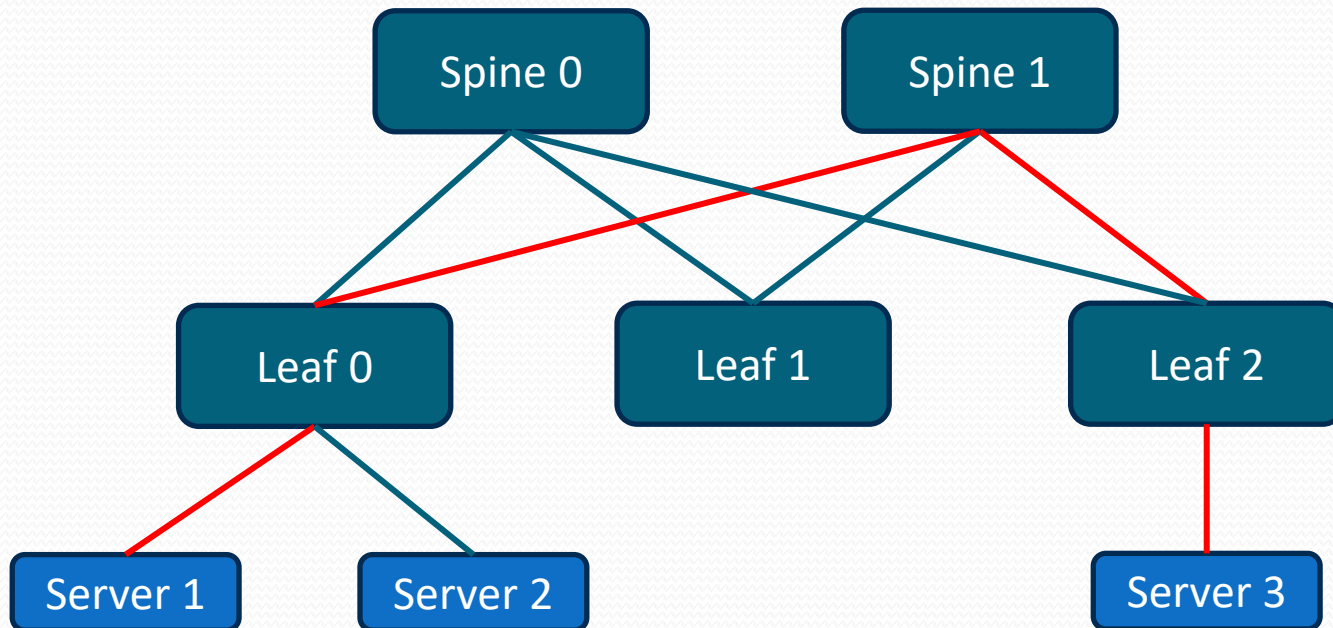 Spine 0
Spine 1
Leaf 0
Leaf 1
Leaf 2
Server 1
Server 2
Server 3